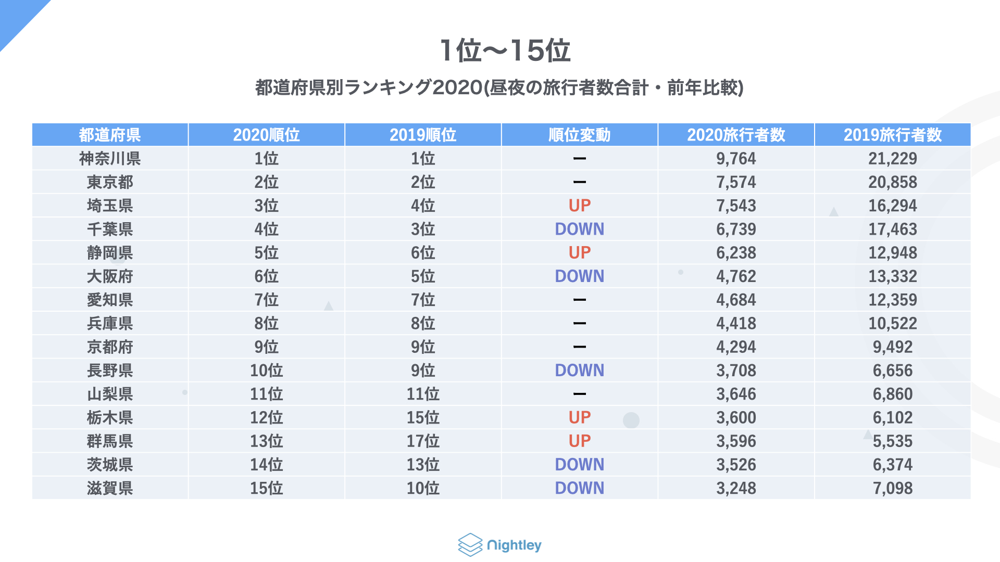 1位〜15位
都道府県別ランキング2020(昼夜の旅行者数合計・前年比較)
都道府県 2020順位 2019順位 順位変動 2020旅行者数 2019旅行者数
神奈川県 1位 1位 ー 9,764 21,229
東京都 2位 2位 ー 7,574 20,858
埼玉県 3位 4位 UP 7,543 16,294
千葉県 4位 3位 DOWN 6,739 17,463
静岡県 5位 6位 UP 6,238 12,948
大阪府 6位 5位 DOWN 4,762 13,332
愛知県 7位 7位 ー 4,684 12,359
兵庫県 8位 8位 ー 4,418 10,522
京都府 9位 9位 ー 4,294 9,492
長野県 10位 9位 DOWN 3,708 6,656
山梨県 11位 11位 ー 3,646 6,860
栃木県 12位 15位 UP 3,600 6,102
群馬県 13位 17位 UP 3,596 5,535
茨城県 14位 13位 DOWN 3,526 6,374
滋賀県 15位 10位 DOWN 3,248 7,098
nightley